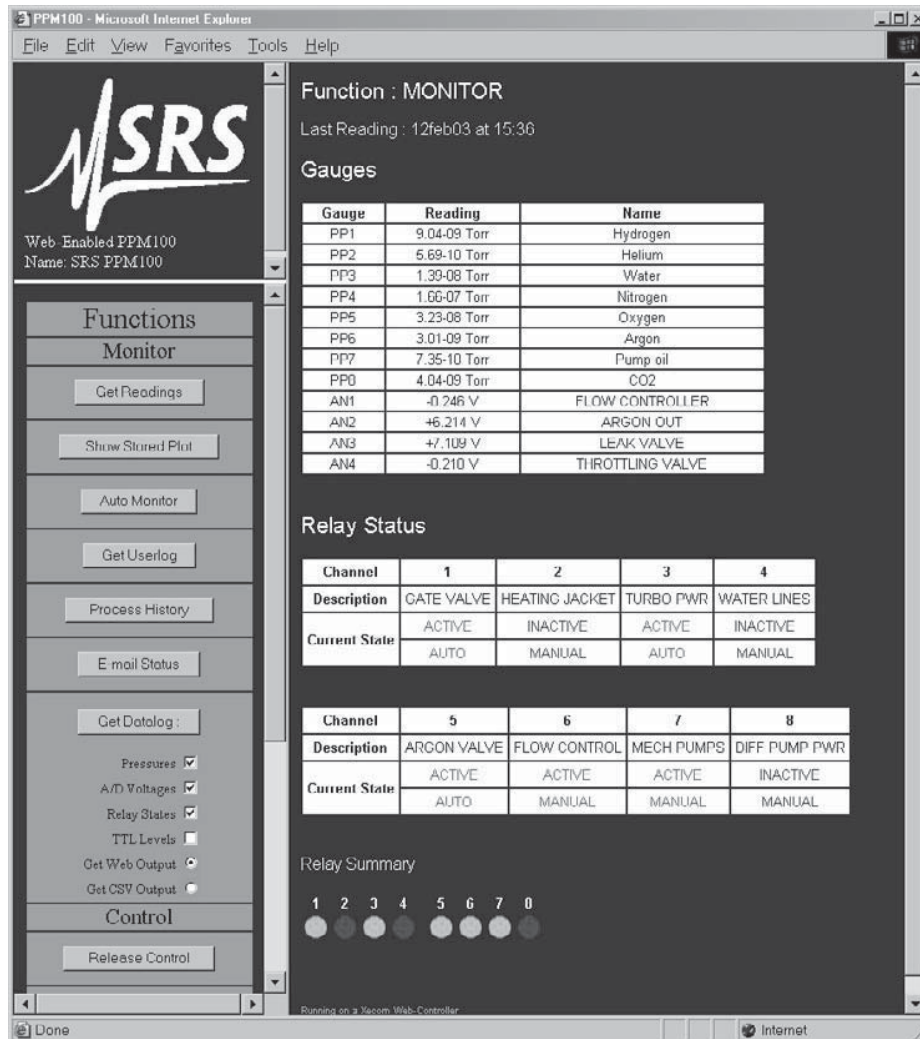 PPM100 - Microsoft Internet Explorer
File Edit View Favorites Tools Help
SRS
Web-Enabled PPM100
Name: SRS PPM100
Functions
Monitor
Get Readings
Show Stored Plot
Auto Monitor
Get Userlog
Process History
E-mail Status
Get Datalog :
Pressures
A/D Voltages
Relay States
TTL Levels
Get Web Output
Get CSV Output
Control
Release Control
Function : MONITOR
Last Reading : 12feb03 at 15:36
Gauges
Gauge Reading Name
PP1 9.04-09 Torr Hydrogen
PP2 5.69-10 Torr Helium
PP3 1.39-08 Torr Water
PP4 1.66-07 Torr Nitrogen
PP5 3.23-08 Torr Oxygen
PP6 3.01-09 Torr Argon
PP7 7.35-10 Torr Pump oil
PP0 4.04-09 Torr CO2
AN1 -0.246 V FLOW CONTROLLER
AN2 +6.214 V ARGON OUT
AN3 +7.109 V LEAK VALVE
AN4 -0.210 V THROTTLING VALVE
Relay Status
Channel 1 2 3 4
Description GATE VALVE HEATING JACKET TURBO PWR WATER LINES
Current State ACTIVE INACTIVE ACTIVE INACTIVE
AUTO MANUAL AUTO MANUAL
Channel 5 6 7 8
Description ARGON VALVE FLOW CONTROL MECH PUMPS DIFF PUMP PWR
Current State ACTIVE ACTIVE ACTIVE INACTIVE
AUTO MANUAL MANUAL MANUAL
Relay Summary
1 2 3 4 5 6 7 8
Running on a Xecom Web-Controller
Done Internet